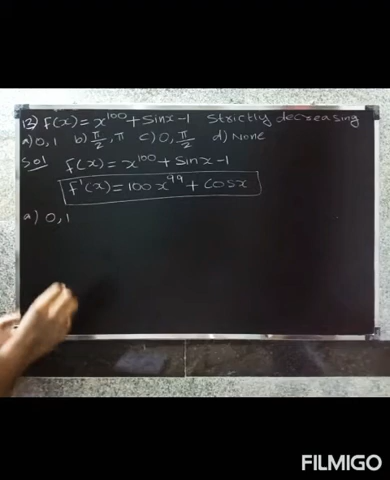 13) f(x) = x^100 + sinx - 1 strictly decreasing
a) 0, 1 b) π/2, π c) 0, π/2 d) None
Sol f(x) = x^100 + sinx - 1
f'(x) = 100x^99 + cosx
a) 0, 1
FILMIGO